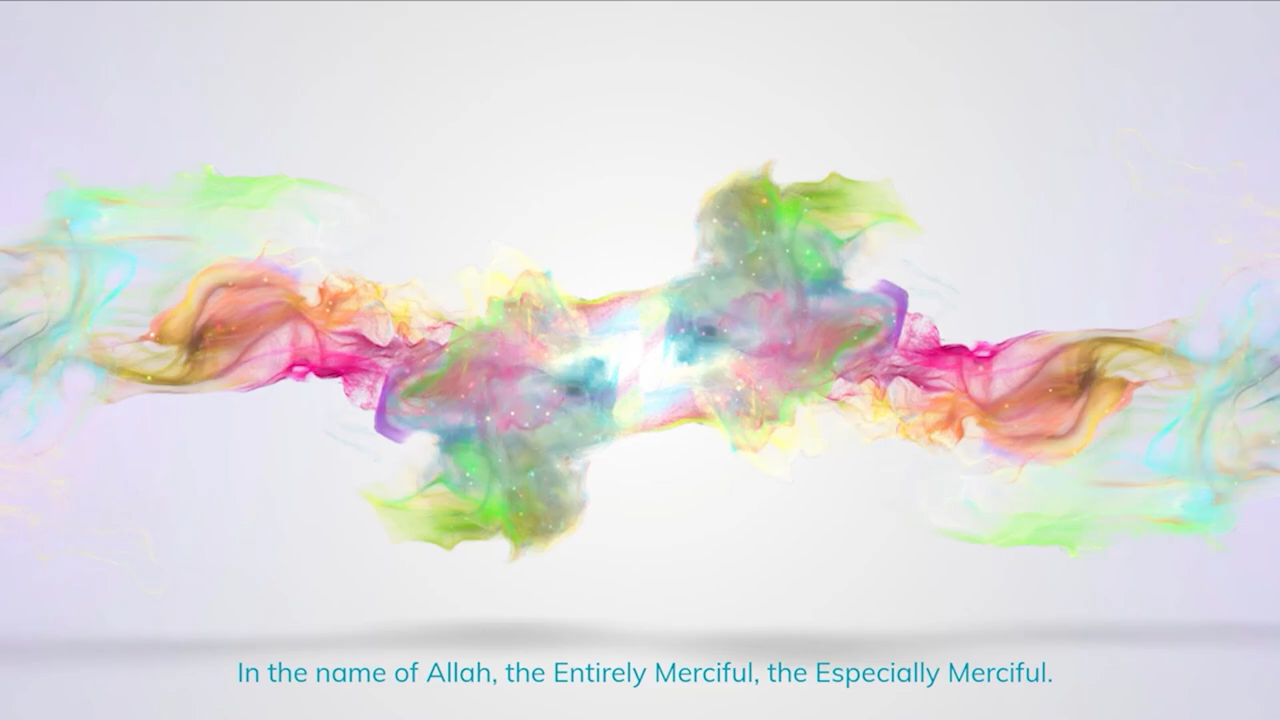 In the name of Allah, the Entirely Merciful, the Especially Merciful.